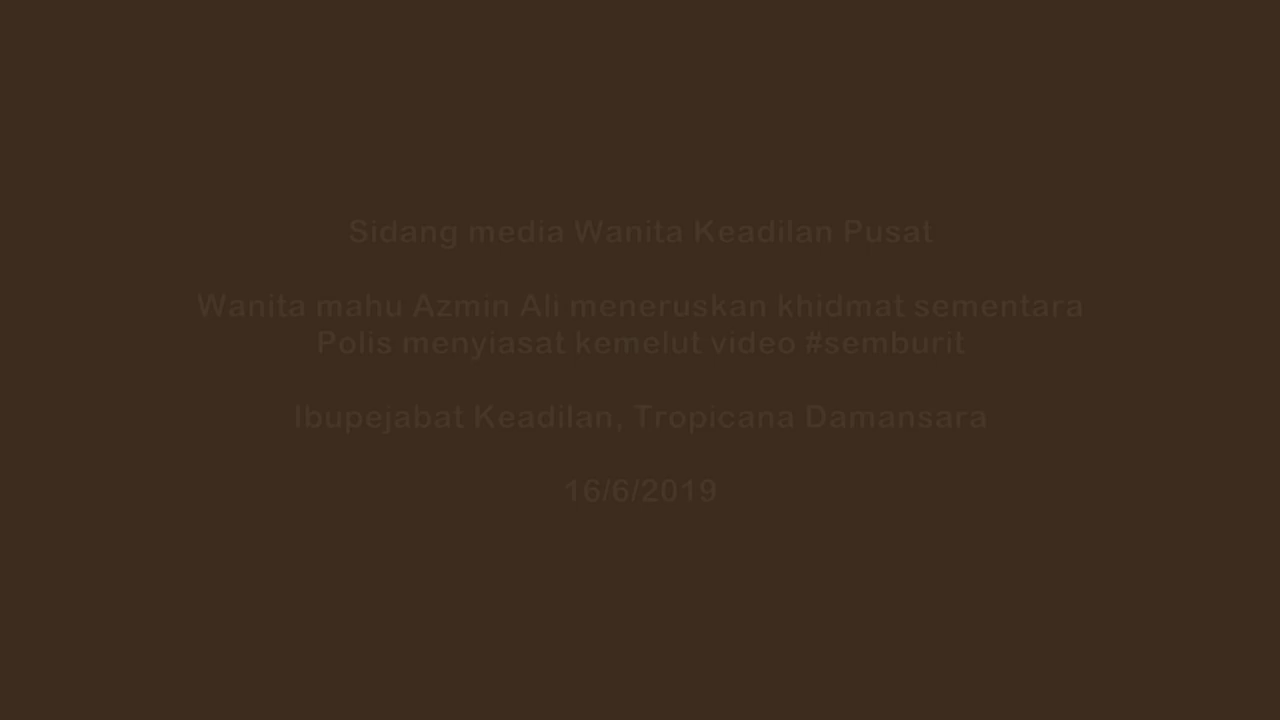 Sidang media Wanita Keadilan Pusat
Wanita mahu Azmin Ali meneruskan khidmat sementara
Polis menyiasat kemelut video #semburit
Ibupejabat Keadilan, Tropicana Damansara
16/6/2019